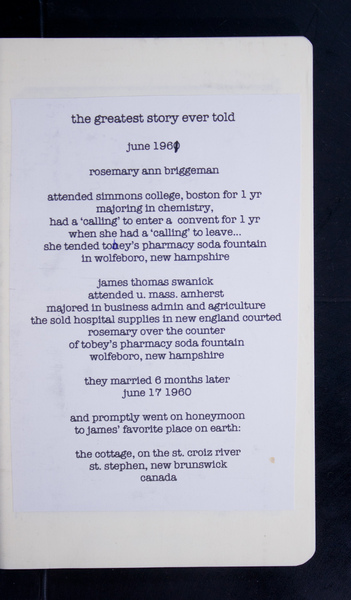 the greatest story ever told
june 1960
rosemary ann briggeman
attended simmons college, boston for 1 yr
majoring in chemistry,
had a 'calling' to enter a convent for 1 yr
when she had a 'calling' to leave...
she tended tobey's pharmacy soda fountain
in wolfeboro, new hampshire
james thomas swanick
attended u. mass. amherst
majored in business admin and agriculture
the sold hospital supplies in new england courted
rosemary over the counter
of tobey's pharmacy soda fountain
wolfeboro, new hampshire
they married 6 months later
june 17 1960
and promptly went on honeymoon
to james' favorite place on earth:
the cottage, on the st. croiz river
st. stephen, new brunswick
canada